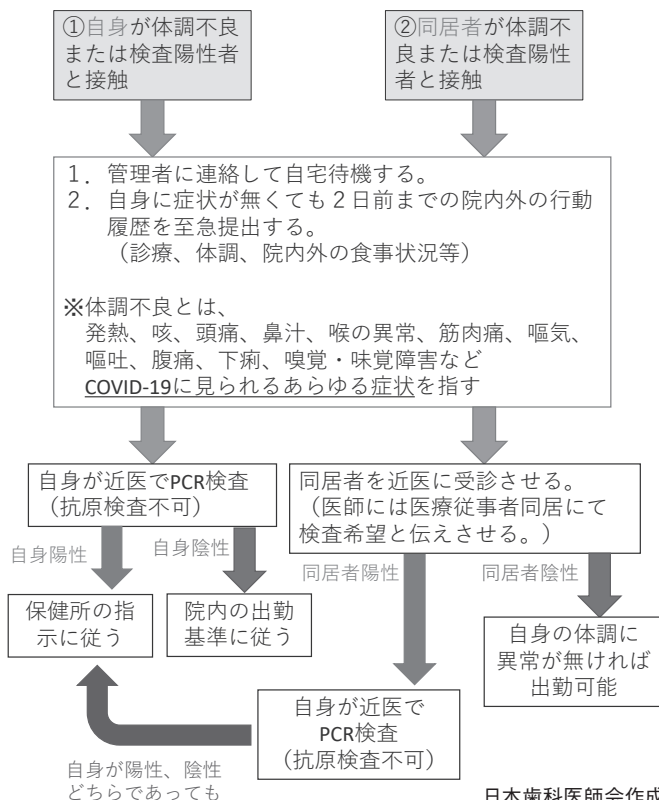 ①自身が体調不良
または検査陽性者
と接触
②同居者が体調不
良または検査陽性
者と接触
1．管理者に連絡して自宅待機する。
2．自身に症状が無くても2日前までの院内外の行動
履歴を至急提出する。
（診療、体調、院内外の食事状況等）
※体調不良とは、
発熱、咳、頭痛、鼻汁、喉の異常、筋肉痛、嘔気、
嘔吐、腹痛、下痢、嗅覚・味覚障害など
COVID-19に見られるあらゆる症状を指す
自身が近医でPCR検査
（抗原検査不可）
同居者を近医に受診させる。
（医師には医療従事者同居にて
検査希望と伝えさせる。）
自身陽性
自身陰性
同居者陽性
同居者陰性
保健所の指
示に従う
院内の出勤
基準に従う
自身の体調に
異常が無ければ
出勤可能
自身が近医で
PCR検査
（抗原検査不可）
自身が陽性、陰性
どちらであっても
日本歯科医師会作成